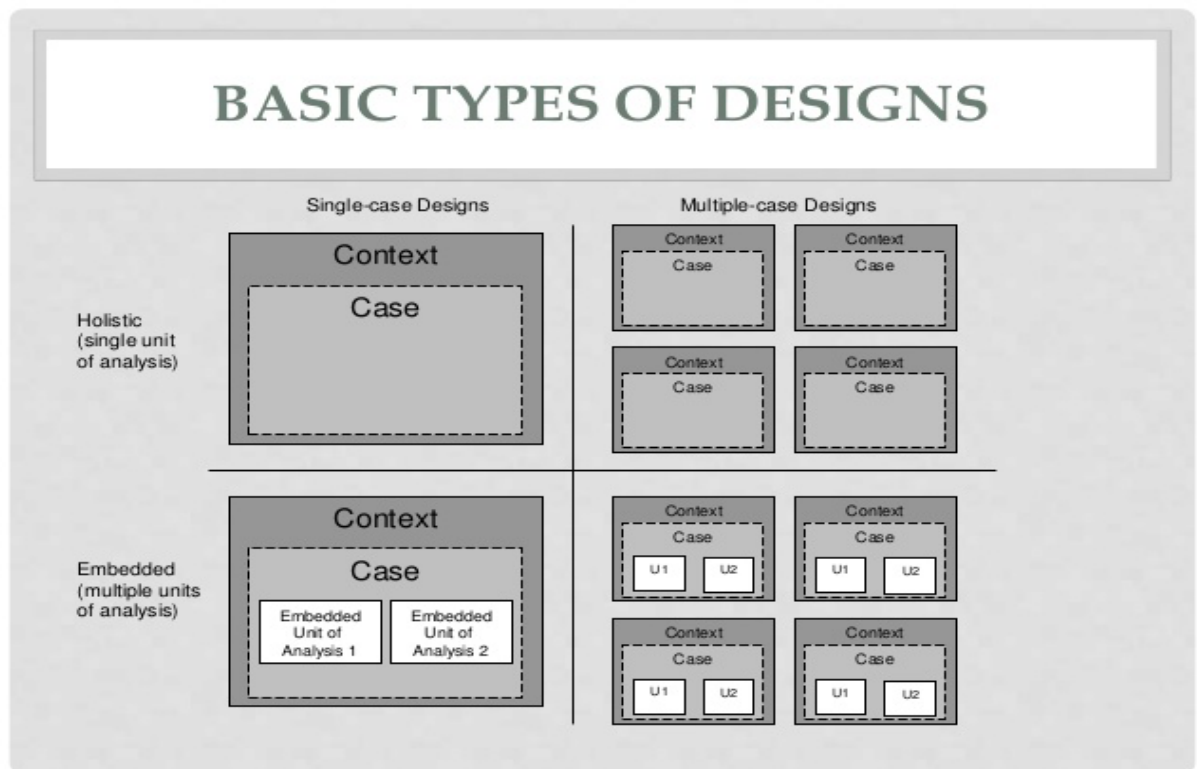 BASIC TYPES OF DESIGNS
Single-case Designs
Multiple-case Designs
Holistic
(single unit
of analysis)
Context
Case
Context
Case
Context
Case
Context
Case
Context
Case
Embedded
(multiple units
of analysis)
Context
Case
Embedded
Unit of
Analysis 1
Embedded
Unit of
Analysis 2
Context
Case
U1
U2
Context
Case
U1
U2
Context
Case
U1
U2
Context
Case
U1
U2